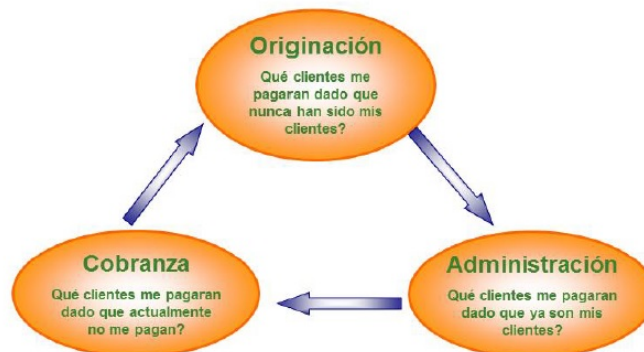 Originación
Qué clientes me
pagaran dado que
nunca han sido mis
clientes?
Cobranza
Qué clientes me pagaran
dado que actualmente
no me pagan?
Administración
Qué clientes me pagaran
dado que ya son mis
clientes?